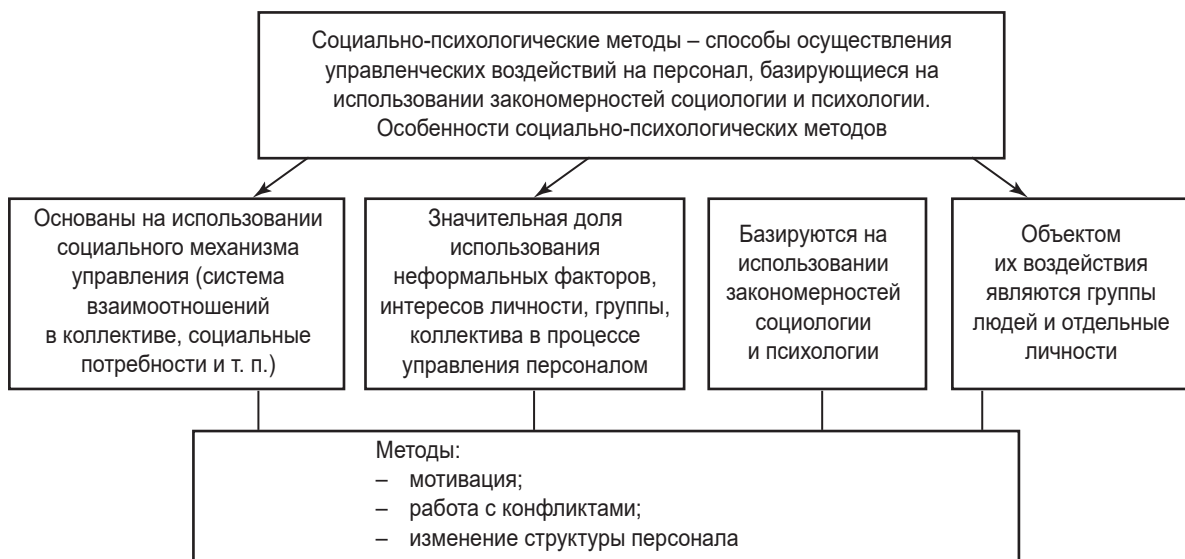 Социально-психологические методы – способы осуществления
управленческих воздействий на персонал, базирующиеся на
использовании закономерностей социологии и психологии.
Особенности социально-психологических методов
Основаны на использовании
социального механизма
управления (система
взаимоотношений
в коллективе, социальные
потребности и т. п.)
Значительная доля
использования
неформальных факторов,
интересов личности, группы,
коллектива в процессе
управления персоналом
Базируются на
использовании
закономерностей
социологии
и психологии
Объектом
их воздействия
являются группы
людей и отдельные
личности
Методы:
– мотивация;
– работа с конфликтами;
– изменение структуры персонала